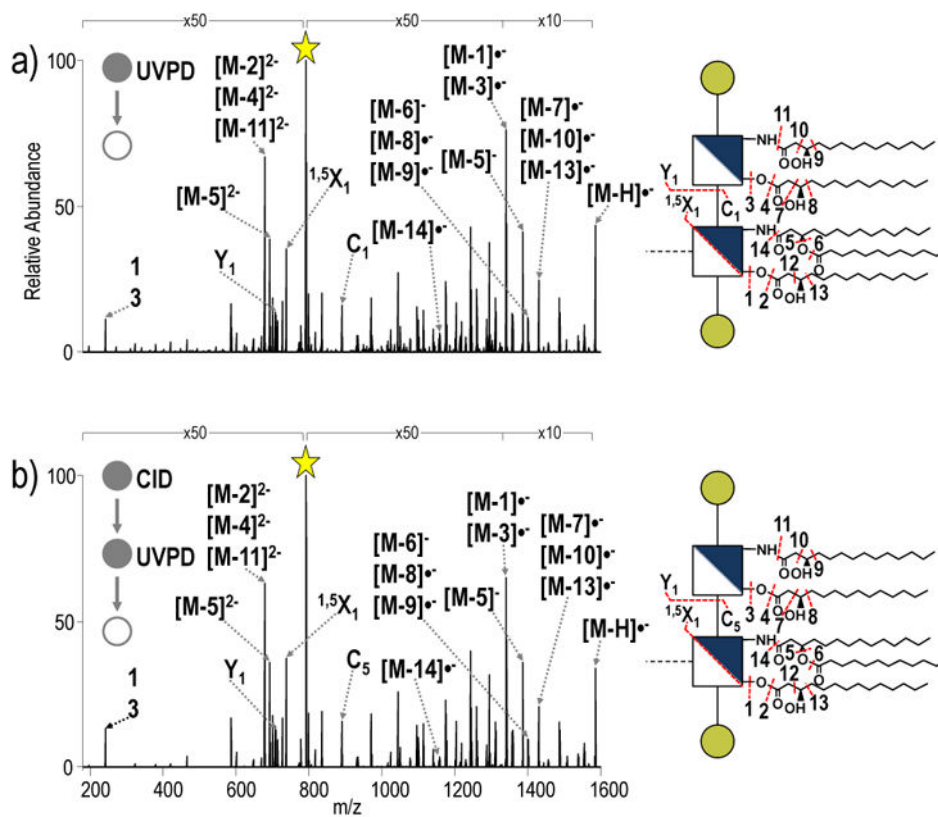 x50 x50 x10
a)
100
50
0
Relative Abundance
UVPD
[M-2]²⁻
[M-4]²⁻
[M-11]²⁻
[M-5]²⁻
Y₁
¹,⁵X₁
1
3
C₁
[M-14]•⁻
[M-6]⁻
[M-8]•⁻
[M-9]•⁻
[M-5]⁻
[M-1]•⁻
[M-3]•⁻
[M-7]•⁻
[M-10]•⁻
[M-13]•⁻
[M-H]•⁻
11
NH
10
O
OH
9
Y₁
O
O
OH
¹,⁵X₁
C₁
3
4
7
8
NH
O
5
O
6
14
O
12
O
O
OH
1
2
13
x50 x50 x10
b)
100
50
0
CID
UVPD
[M-2]²⁻
[M-4]²⁻
[M-11]²⁻
[M-5]²⁻
Y₁
¹,⁵X₁
1
3
C₅
[M-14]•⁻
[M-6]⁻
[M-8]•⁻
[M-9]•⁻
[M-5]⁻
[M-1]•⁻
[M-3]•⁻
[M-7]•⁻
[M-10]•⁻
[M-13]•⁻
[M-H]•⁻
200 400 600 800 1000 1200 1400 1600
m/z
11
NH
10
O
OH
9
Y₁
O
O
OH
¹,⁵X₁
C₅
3
4
7
8
NH
O
5
O
6
14
O
12
O
O
OH
1
2
13